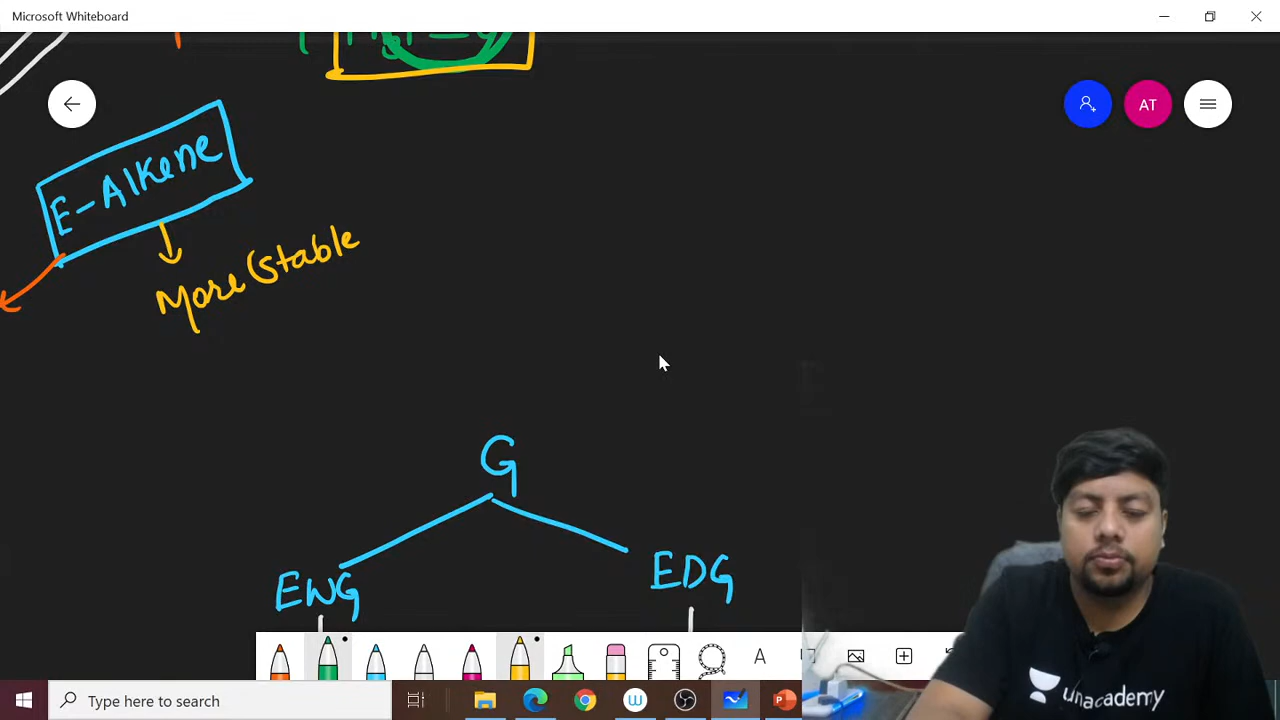 Microsoft Whiteboard
AT
E-Alkene
More Stable
G
EWG
EDG
A
Type here to search
unacademy